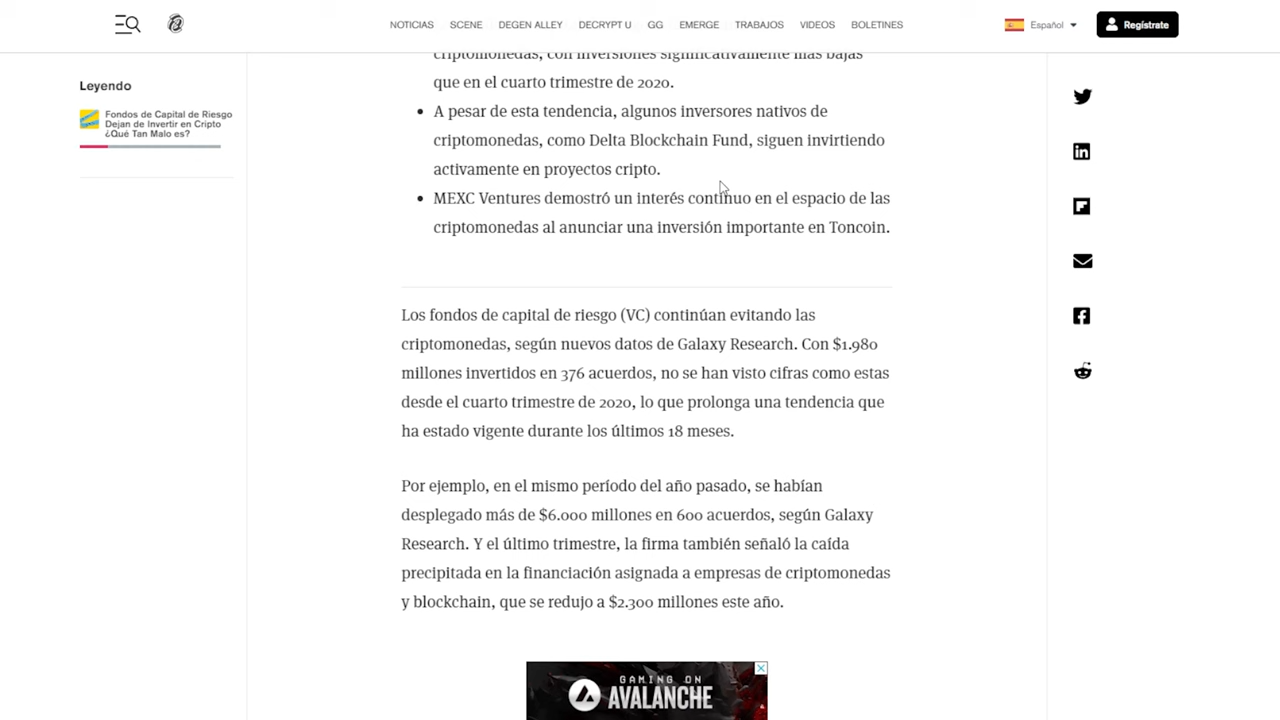 NOTICIAS SCENE DEGEN ALLEY DECRYPT U GG EMERGE TRABAJOS VIDEOS BOLETINES Español Regístrate
Leyendo
Fondos de Capital de Riesgo
Dejan de Invertir en Cripto
¿Qué Tan Malo es?
criptomonedas, con inversiones significativamente más bajas
que en el cuarto trimestre de 2020.
A pesar de esta tendencia, algunos inversores nativos de
criptomonedas, como Delta Blockchain Fund, siguen invirtiendo
activamente en proyectos cripto.
MEXC Ventures demostró un interés continuo en el espacio de las
criptomonedas al anunciar una inversión importante en Toncoin.
Los fondos de capital de riesgo (VC) continúan evitando las
criptomonedas, según nuevos datos de Galaxy Research. Con $1.980
millones invertidos en 376 acuerdos, no se han visto cifras como estas
desde el cuarto trimestre de 2020, lo que prolonga una tendencia que
ha estado vigente durante los últimos 18 meses.
Por ejemplo, en el mismo período del año pasado, se habían
desplegado más de $6.000 millones en 600 acuerdos, según Galaxy
Research. Y el último trimestre, la firma también señaló la caída
precipitada en la financiación asignada a empresas de criptomonedas
y blockchain, que se redujo a $2.300 millones este año.
GAMING ON
AVALANCHE